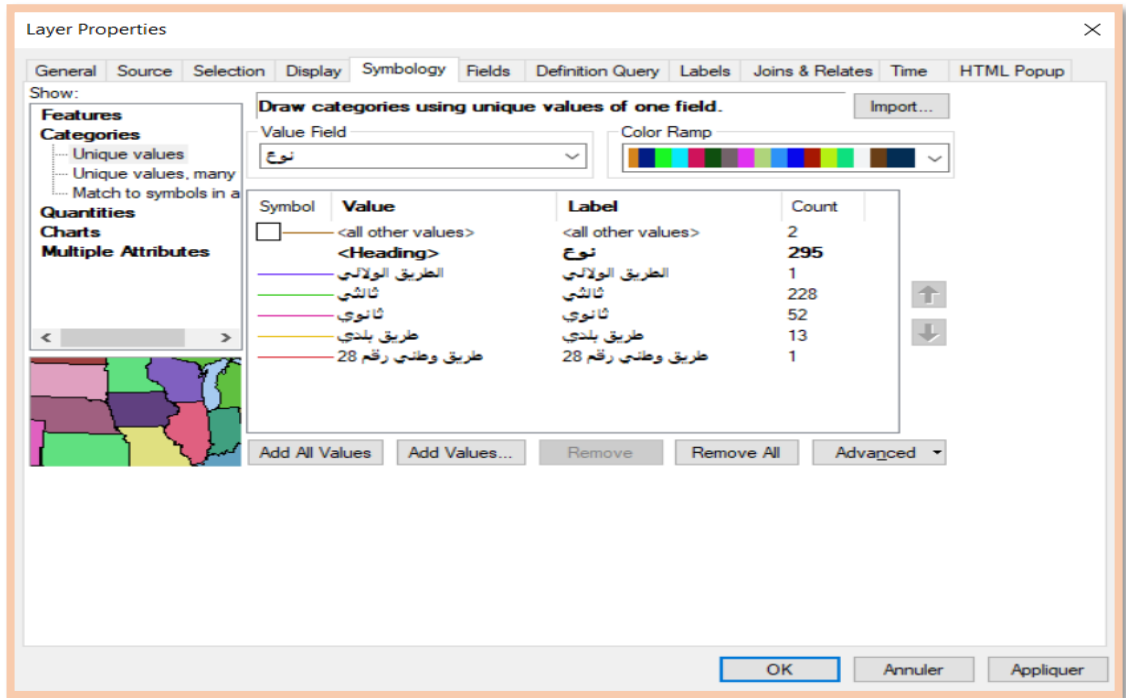 Layer Properties
General Source Selection Display Symbology Fields Definition Query Labels Joins & Relates Time HTML Popup
Show:
Features
Categories
Unique values
Unique values, many
Match to symbols in a
Quantities
Charts
Multiple Attributes
Draw categories using unique values of one field.
Import...
Value Field
Color Ramp
نوع
Symbol Value Label Count
<all other values> <all other values> 2
<Heading> نوع 295
الطريق الولائي الطريق الولائي 1
ثالثي ثالثي 228
ثانوي ثانوي 52
طريق بلدي طريق بلدي 13
طريق وطني رقم 28 طريق وطني رقم 28 1
Add All Values Add Values... Remove Remove All Advanced
OK Annuler Appliquer